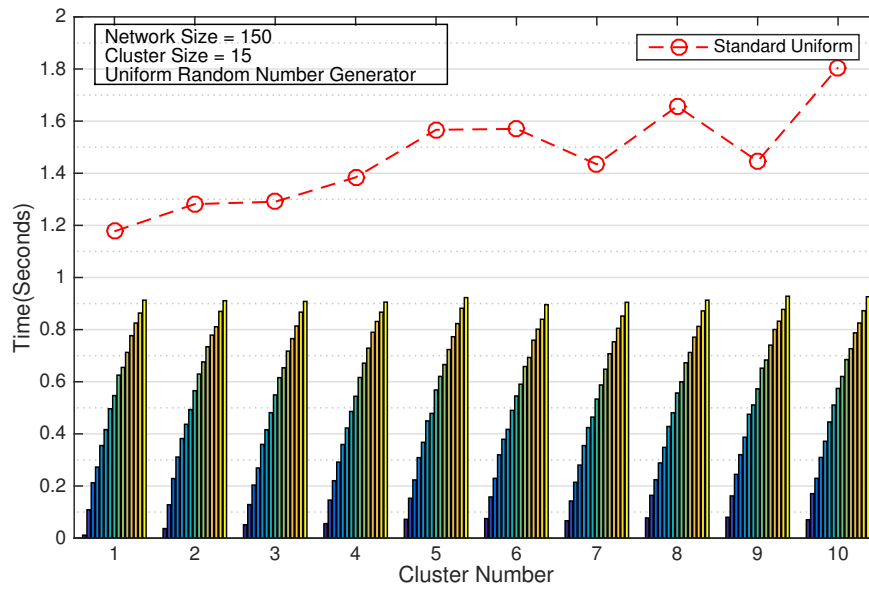 Network Size = 150
Cluster Size = 15
Uniform Random Number Generator
Standard Uniform
Time(Seconds)
2
1.8
1.6
1.4
1.2
1
0.8
0.6
0.4
0.2
0
1 2 3 4 5 6 7 8 9 10
Cluster Number